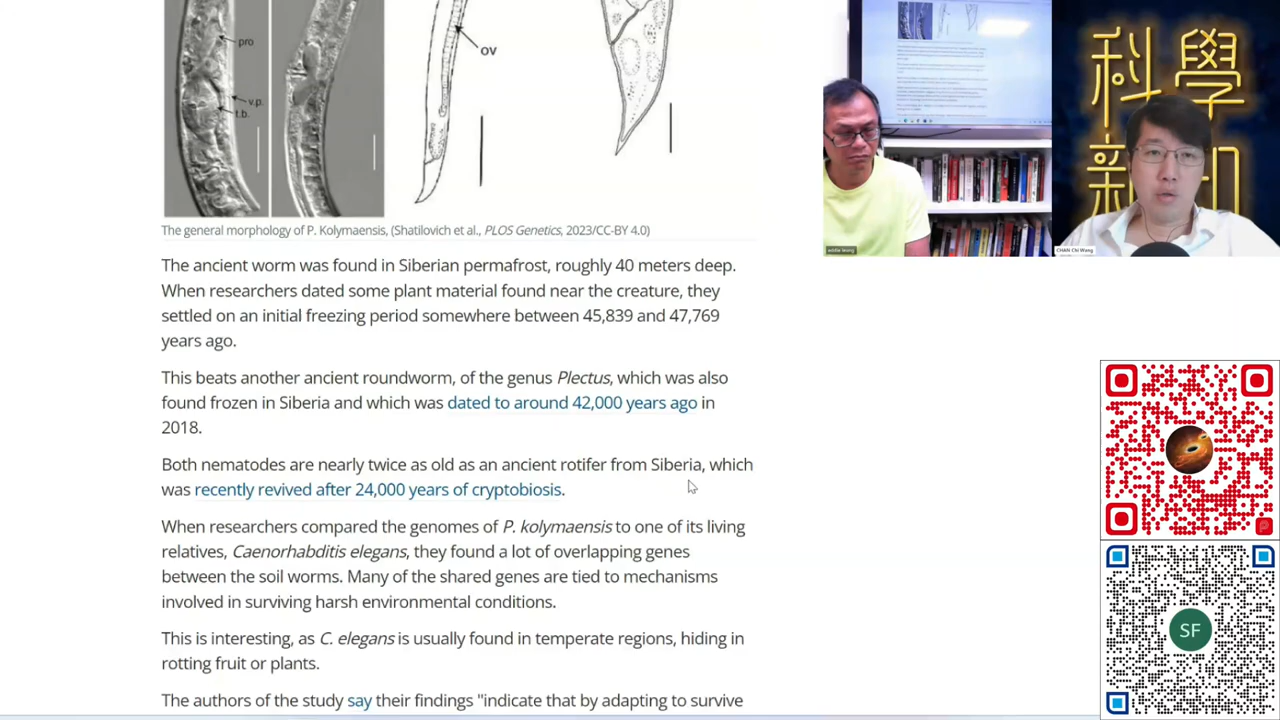 pro
v.p.
t.b.
ov
The general morphology of P. Kolymaensis, (Shatilovich et al., PLOS Genetics, 2023/CC-BY 4.0)
The ancient worm was found in Siberian permafrost, roughly 40 meters deep.
When researchers dated some plant material found near the creature, they
settled on an initial freezing period somewhere between 45,839 and 47,769
years ago.
This beats another ancient roundworm, of the genus Plectus, which was also
found frozen in Siberia and which was dated to around 42,000 years ago in
2018.
Both nematodes are nearly twice as old as an ancient rotifer from Siberia, which
was recently revived after 24,000 years of cryptobiosis.
When researchers compared the genomes of P. kolymaensis to one of its living
relatives, Caenorhabditis elegans, they found a lot of overlapping genes
between the soil worms. Many of the shared genes are tied to mechanisms
involved in surviving harsh environmental conditions.
This is interesting, as C. elegans is usually found in temperate regions, hiding in
rotting fruit or plants.
The authors of the study say their findings "indicate that by adapting to survive
科學
新知
CHAN Chi Wang
SF